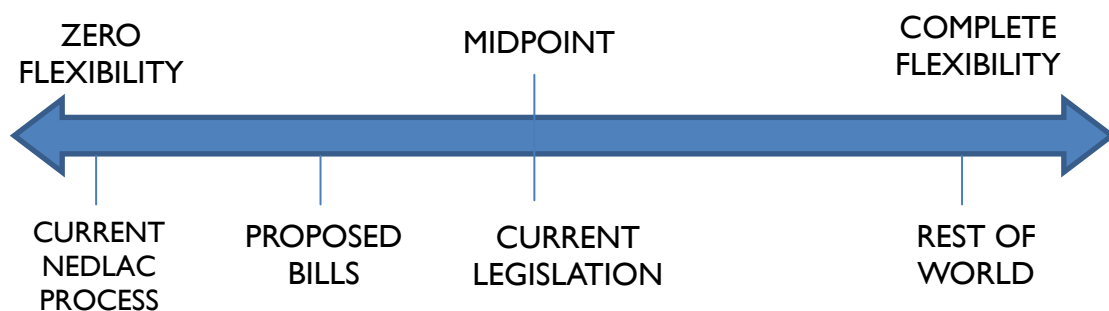 ZERO
FLEXIBILITY
MIDPOINT
COMPLETE
FLEXIBILITY
CURRENT
NEDLAC
PROCESS
PROPOSED
BILLS
CURRENT
LEGISLATION
REST OF
WORLD